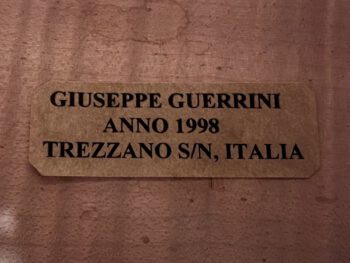 GIUSEPPE GUERRINI
ANNO 1998
TREZZANO S/N, ITALIA